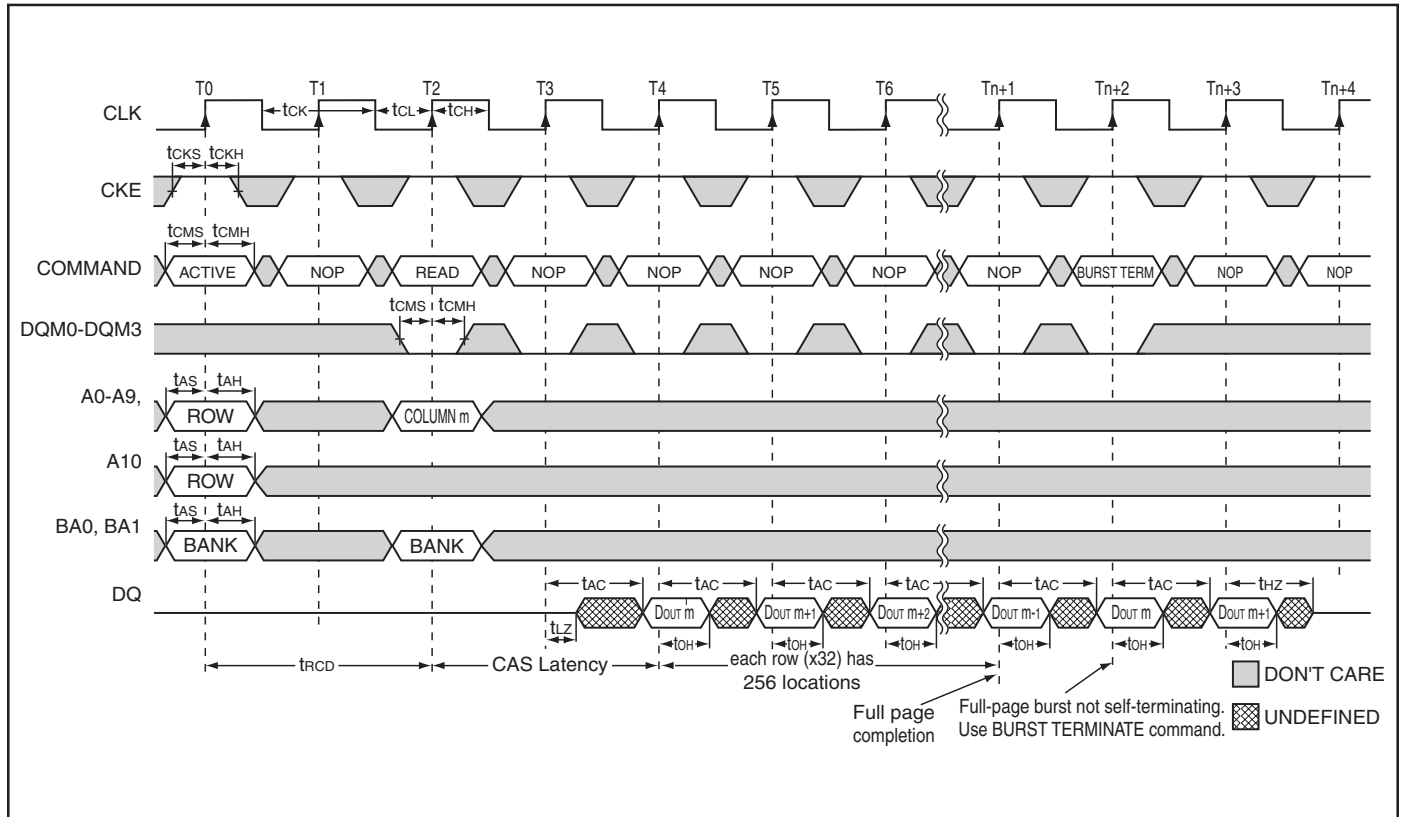 T0 T1 T2 T3 T4 T5 T6 Tn+1 Tn+2 Tn+3 Tn+4
CLK tCK tCL tCH
tCKS tCKH
CKE
tCMS tCMH
COMMAND ACTIVE NOP READ NOP NOP NOP NOP NOP BURST TERM NOP NOP
tCMS tCMH
DQM0-DQM3
tAS tAH
A0-A9, ROW COLUMN m
tAS tAH
A10 ROW
tAS tAH
BA0, BA1 BANK BANK
tAC tAC tAC tAC tAC tAC tHZ
DQ DOUT m DOUT m+1 DOUT m+2 DOUT m-1 DOUT m DOUT m+1
tLZ tOH tOH tOH tOH tOH tOH
tRCD CAS Latency each row (x32) has
256 locations
DON'T CARE
Full page
completion
Full-page burst not self-terminating.
Use BURST TERMINATE command.
UNDEFINED